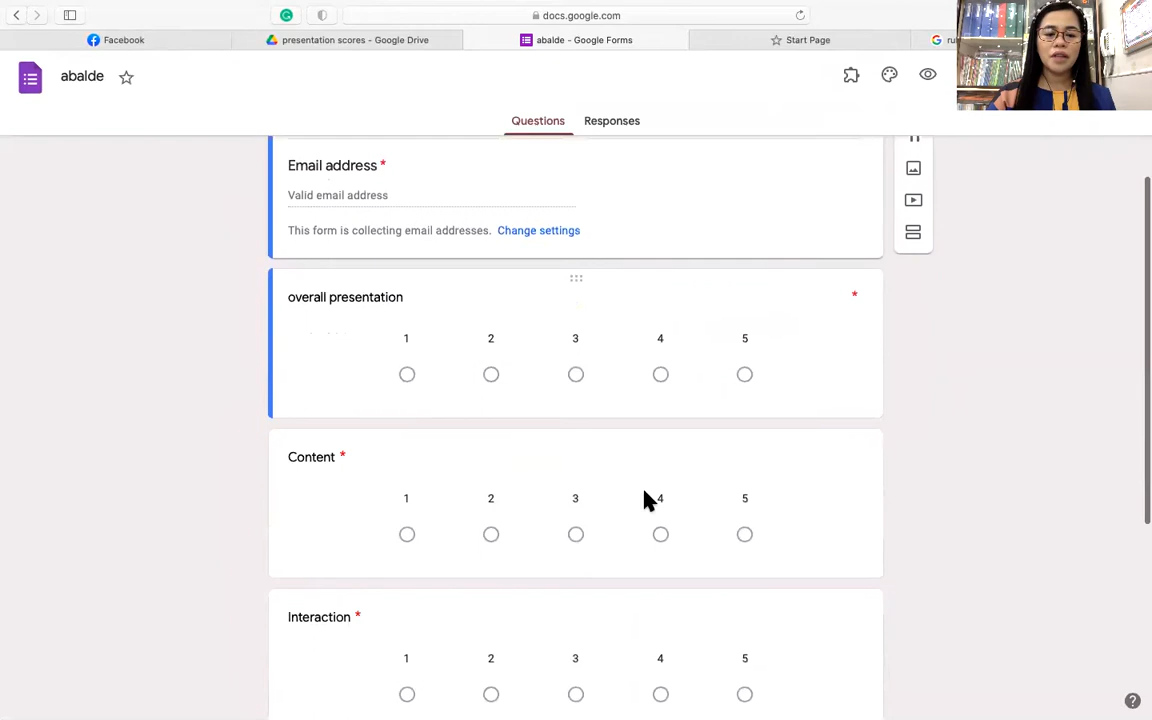 docs.google.com
Facebook
presentation scores - Google Drive
abalde - Google Forms
Start Page
abalde
Questions
Responses
Email address *
Valid email address
This form is collecting email addresses. Change settings
overall presentation *
1 2 3 4 5
Content *
1 2 3 4 5
Interaction *
1 2 3 4 5